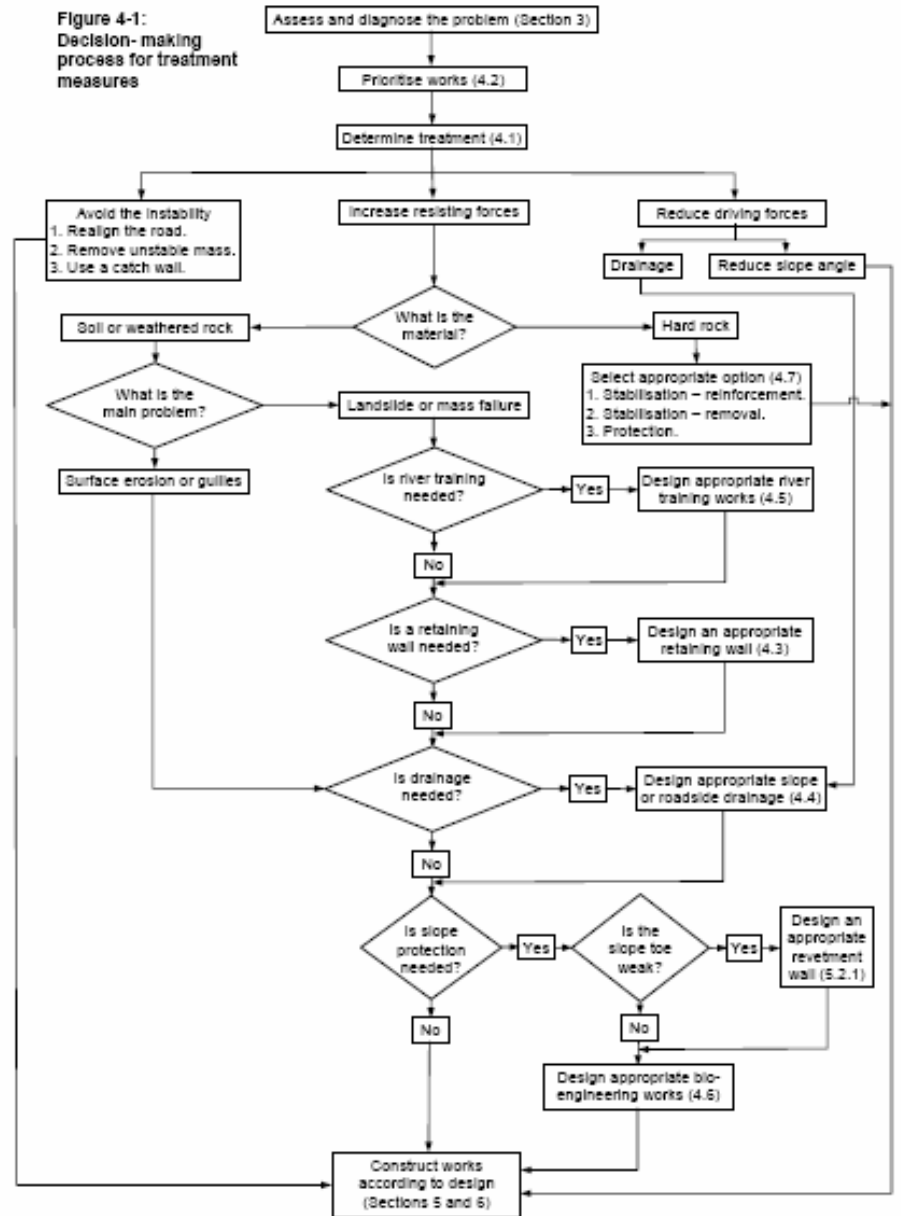 Figure 4-1:
Decision- making
process for treatment
measures
Assess and diagnose the problem (Section 3)
Prioritise works (4.2)
Determine treatment (4.1)
Avoid the instability
1. Realign the road.
2. Remove unstable mass.
3. Use a catch wall.
Increase resisting forces
Reduce driving forces
Drainage
Reduce slope angle
What is the
material?
Soil or weathered rock
Hard rock
What is the
main problem?
Landslide or mass failure
Select appropriate option (4.7)
1. Stabilisation – reinforcement.
2. Stabilisation – removal.
3. Protection.
Surface erosion or gullies
Is river training
needed?
Yes
Design appropriate river
training works (4.5)
No
Is a retaining
wall needed?
Yes
Design an appropriate
retaining wall (4.3)
No
Is drainage
needed?
Yes
Design appropriate slope
or roadside drainage (4.4)
No
Is slope
protection
needed?
Yes
Is the
slope toe
weak?
Yes
Design an
appropriate
revetment
wall (5.2.1)
No
No
Design appropriate bio-
engineering works (4.6)
Construct works
according to design
(Sections 5 and 6)